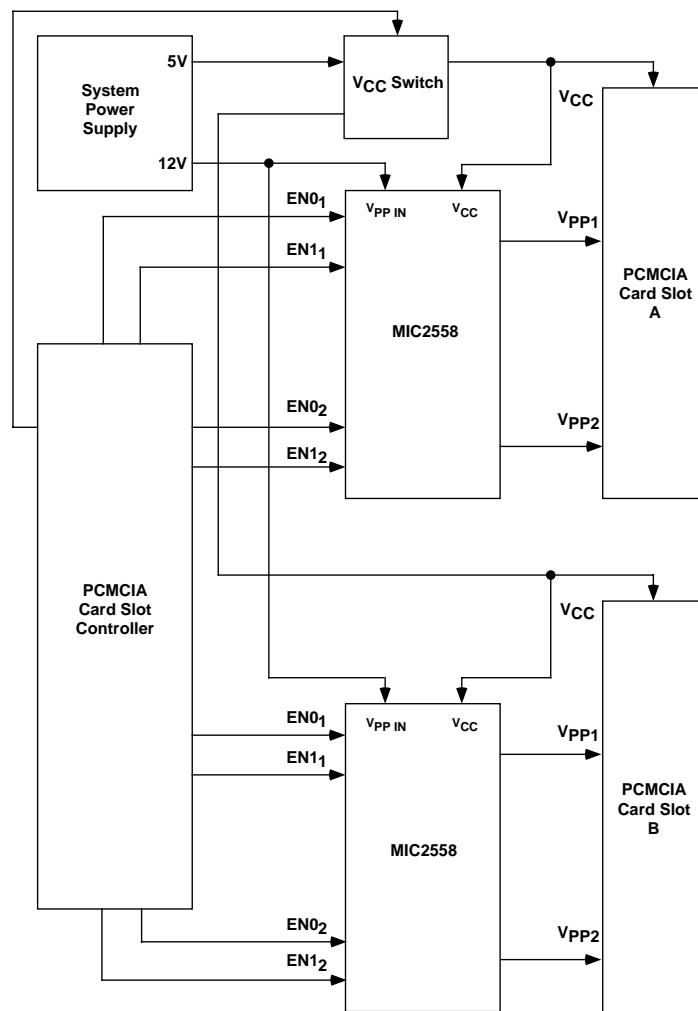 5V
System
Power
Supply
12V
VCC Switch
VCC
EN01
EN11
VPP IN
VCC
VPP1
PCMCIA
Card Slot
A
MIC2558
EN02
EN12
VPP2
PCMCIA
Card Slot
Controller
VCC
EN01
EN11
VPP IN
VCC
VPP1
PCMCIA
Card Slot
B
MIC2558
EN02
EN12
VPP2